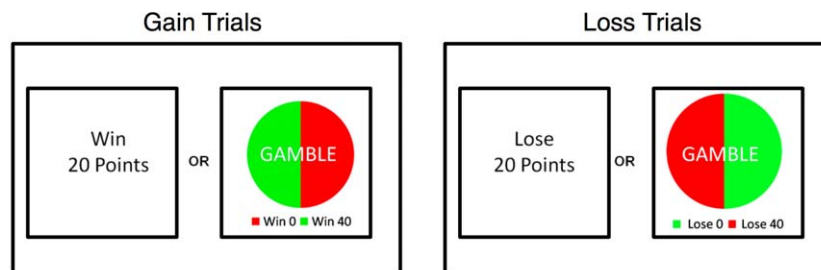 Gain Trials
Win
20 Points
OR
GAMBLE
Win 0 Win 40
Loss Trials
Lose
20 Points
OR
GAMBLE
Lose 0 Lose 40